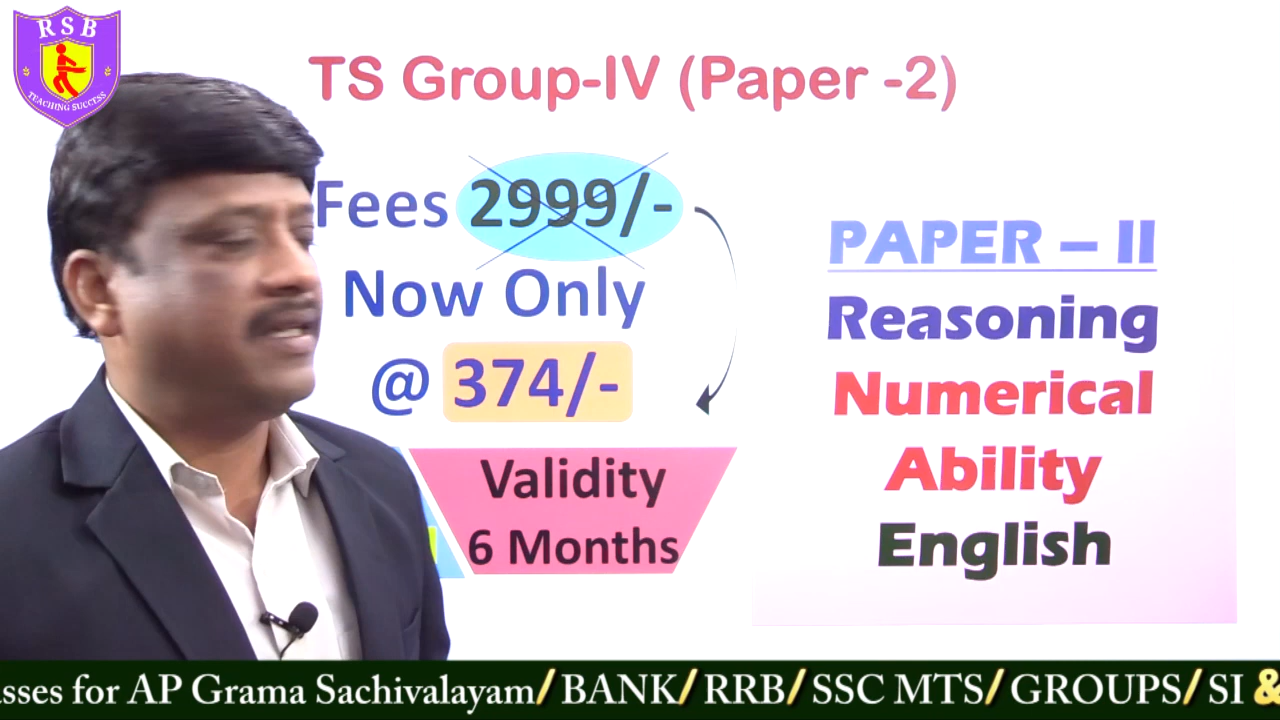 RSB
TEACHING SUCCESS
TS Group-IV (Paper -2)
Fees 2999/-
Now Only
@ 374/-
Validity
6 Months
PAPER – II
Reasoning
Numerical
Ability
English
for AP Grama Sachivalayam/BANK/RRB/SSC MTS/GROUPS/SI &